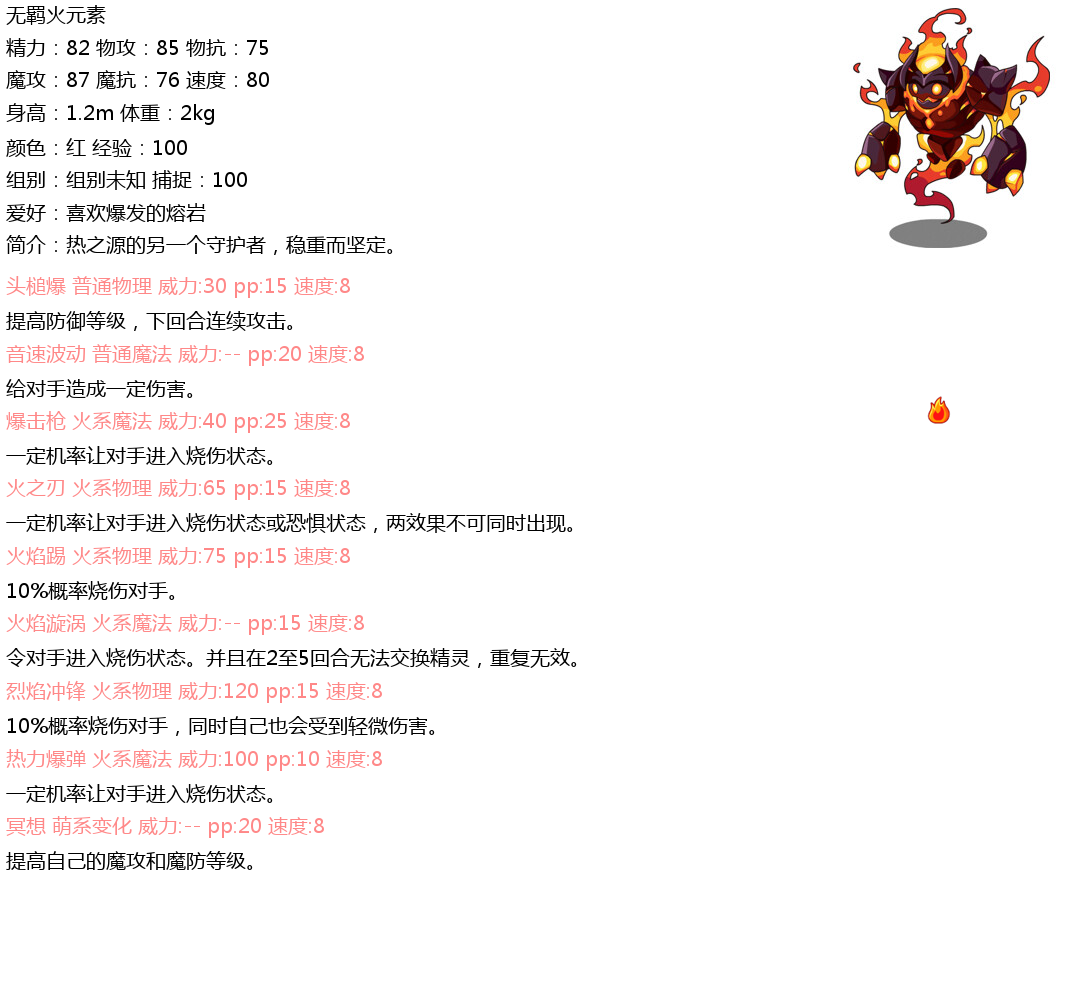 无羁火元素
精力：82 物攻：85 物抗：75
魔攻：87 魔抗：76 速度：80
身高：1.2m 体重：2kg
颜色：红 经验：100
组别：组别未知 捕捉：100
爱好：喜欢爆发的熔岩
简介：热之源的另一个守护者，稳重而坚定。
头槌爆 普通物理 威力:30 pp:15 速度:8
提高防御等级，下回合连续攻击。
音速波动 普通魔法 威力:-- pp:20 速度:8
给对手造成一定伤害。
爆击枪 火系魔法 威力:40 pp:25 速度:8
一定机率让对手进入烧伤状态。
火之刃 火系物理 威力:65 pp:15 速度:8
一定机率让对手进入烧伤状态或恐惧状态，两效果不可同时出现。
火焰踢 火系物理 威力:75 pp:15 速度:8
10%概率烧伤对手。
火焰漩涡 火系魔法 威力:-- pp:15 速度:8
令对手进入烧伤状态。并且在2至5回合无法交换精灵，重复无效。
烈焰冲锋 火系物理 威力:120 pp:15 速度:8
10%概率烧伤对手，同时自己也会受到轻微伤害。
热力爆弹 火系魔法 威力:100 pp:10 速度:8
一定机率让对手进入烧伤状态。
冥想 萌系变化 威力:-- pp:20 速度:8
提高自己的魔攻和魔防等级。